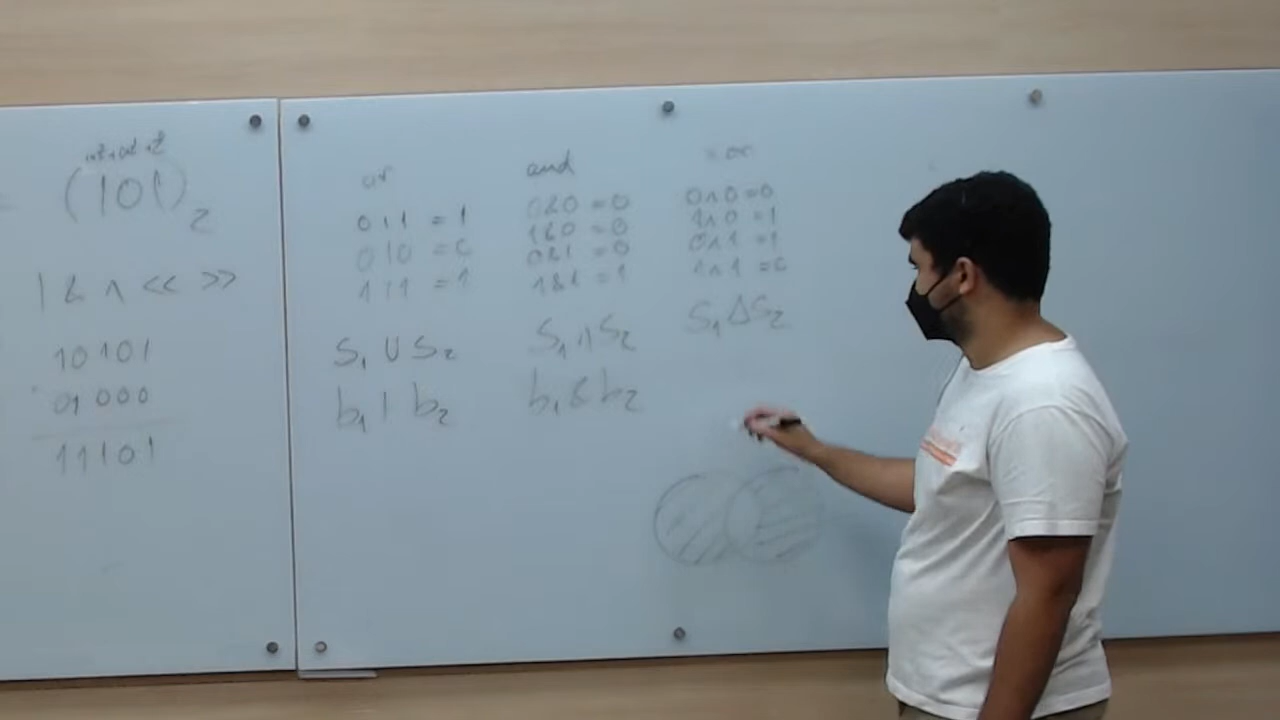 (101)₂
| & ^ << >>
10101
01000
11101
or
0 | 1 = 1
0 | 0 = 0
1 | 1 = 1
S₁ ∪ S₂
b₁ | b₂
and
0 & 0 = 0
1 & 0 = 0
0 & 1 = 0
1 & 1 = 1
S₁ ∩ S₂
b₁ & b₂
0 ^ 0 = 0
1 ^ 0 = 1
0 ^ 1 = 1
1 ^ 1 = 0
S₁ Δ S₂